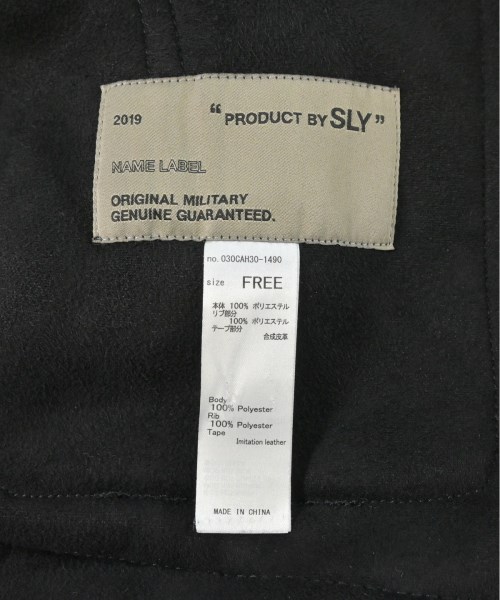 2019
“PRODUCT BY SLY”
NAME LABEL
ORIGINAL MILITARY
GENUINE GUARANTEED.
no. 030CAH30-1490
size FREE
本体 100% ポリエステル
リブ部分
100% ポリエステル
テープ部分
合成皮革
Body
100% Polyester
Rib
100% Polyester
Tape
Imitation leather
MADE IN CHINA